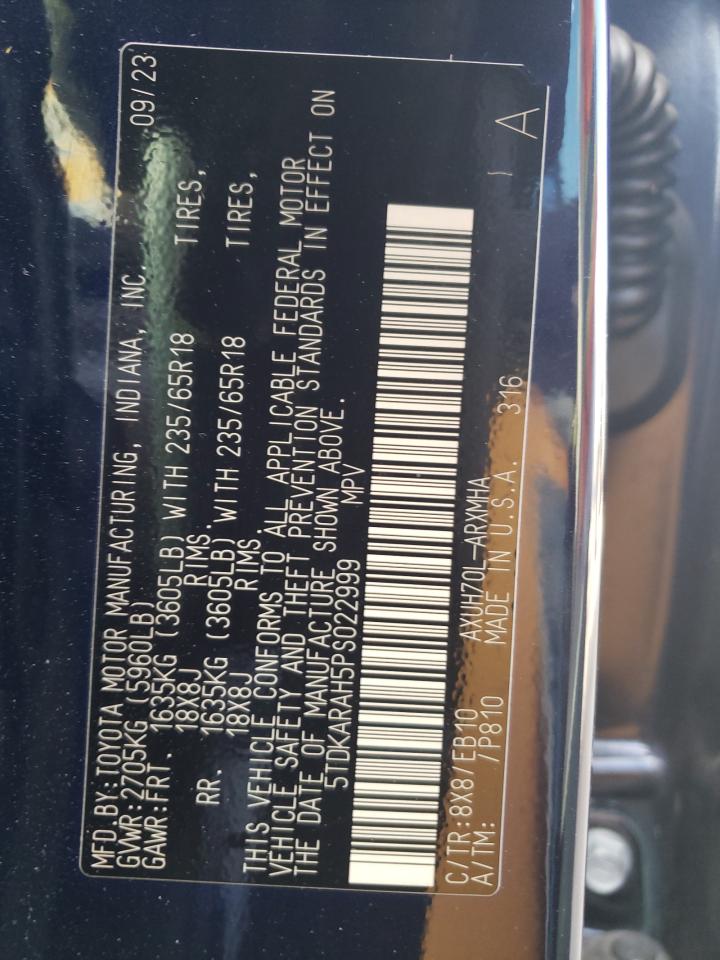 MFD.BY:TOYOTA MOTOR MANUFACTURING, INDIANA, INC. 09/23
GVWR:2705KG (5960LB)
GAWR:FRT. 1635KG (3605LB) WITH 235/65R18 TIRES,
18X8J RIMS.
RR. 1635KG (3605LB) WITH 235/65R18 TIRES,
18X8J RIMS.
THIS VEHICLE CONFORMS TO ALL APPLICABLE FEDERAL MOTOR
VEHICLE SAFETY AND THEFT PREVENTION STANDARDS IN EFFECT ON
THE DATE OF MANUFACTURE SHOWN ABOVE.
5TDKARAH5PS022999 MPV
C/TR:8X8/EB10 AXUH70L-ARXMHA
A/TM: /P810 MADE IN U.S.A. 316
A